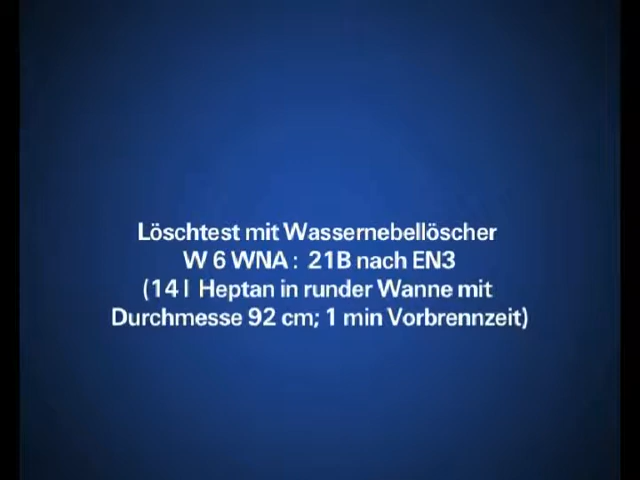 Löschtest mit Wassernebellöscher
W 6 WNA : 21B nach EN3
(14 l Heptan in runder Wanne mit
Durchmesse 92 cm; 1 min Vorbrennzeit)